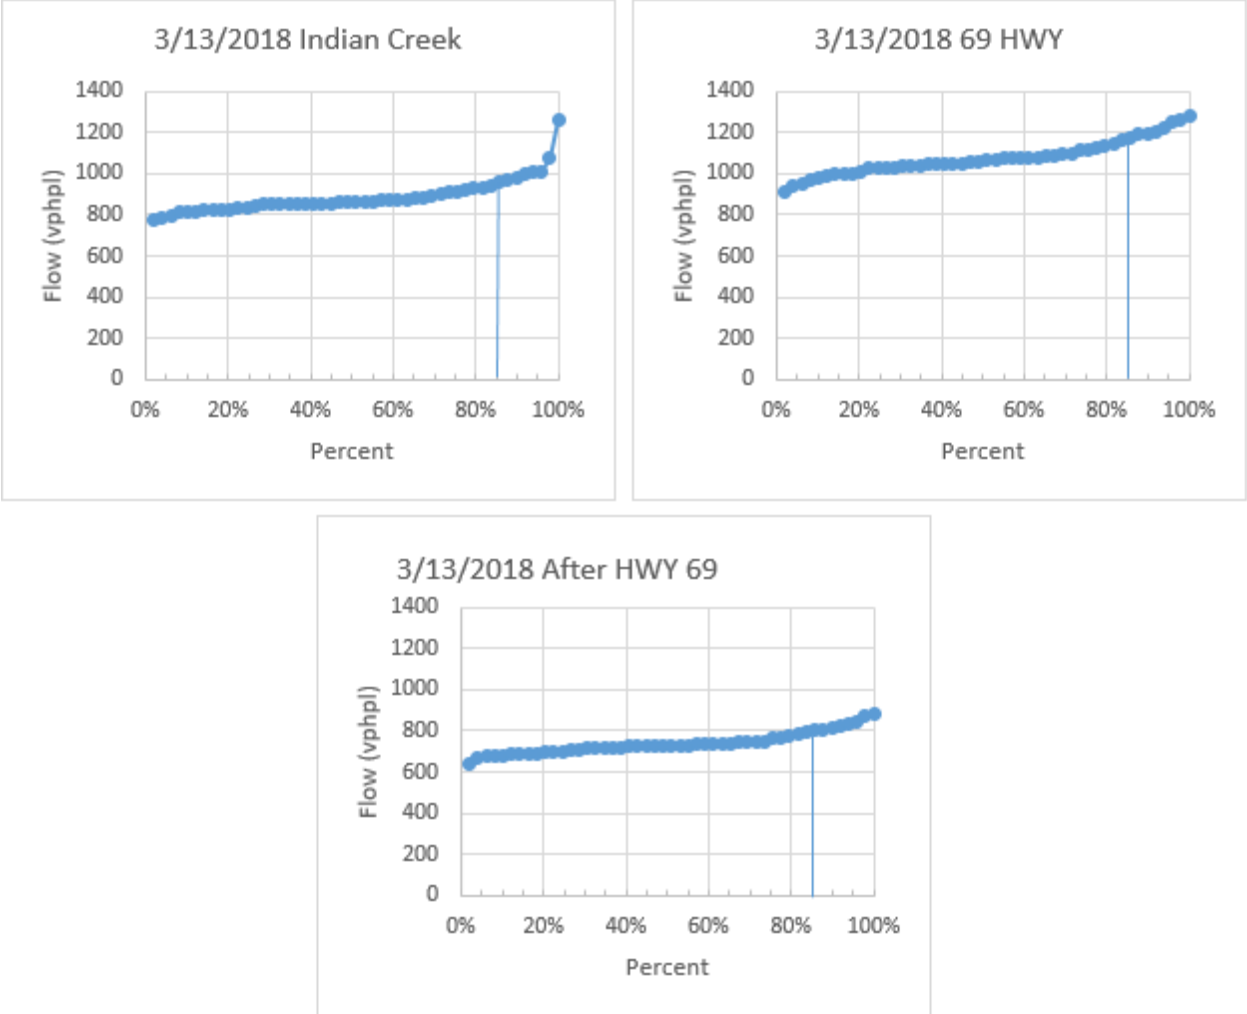 3/13/2018 Indian Creek
1400
1200
1000
800
600
400
200
0
Flow (vphpl)
0% 20% 40% 60% 80% 100%
Percent
3/13/2018 69 HWY
1400
1200
1000
800
600
400
200
0
Flow (vphpl)
0% 20% 40% 60% 80% 100%
Percent
3/13/2018 After HWY 69
1400
1200
1000
800
600
400
200
0
Flow (vphpl)
0% 20% 40% 60% 80% 100%
Percent